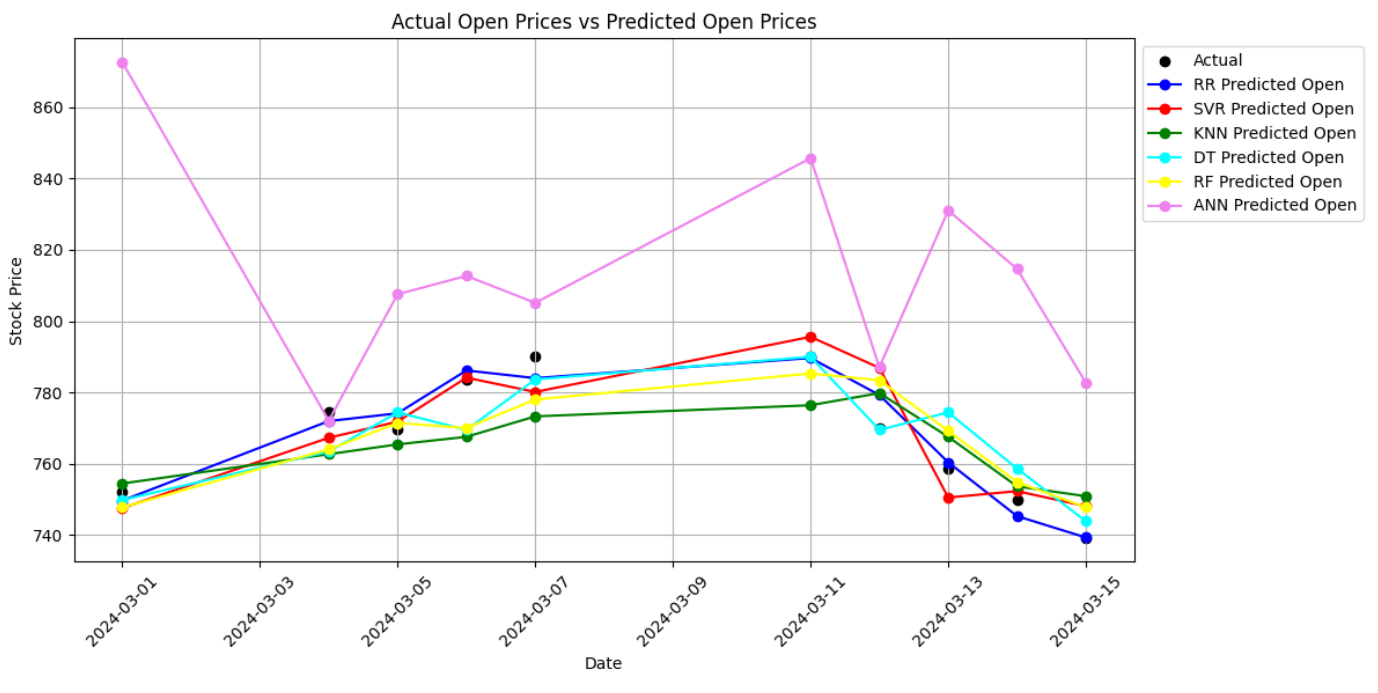 Actual Open Prices vs Predicted Open Prices
Actual
RR Predicted Open
SVR Predicted Open
KNN Predicted Open
DT Predicted Open
RF Predicted Open
ANN Predicted Open
Stock Price
860
840
820
800
780
760
740
2024-03-01
2024-03-03
2024-03-05
2024-03-07
2024-03-09
2024-03-11
2024-03-13
2024-03-15
Date